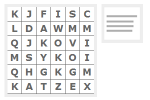 K J F I S C
L D A W M M
Q J K O V I
M S Y K O I
Q H G K G M
K A T Z E X